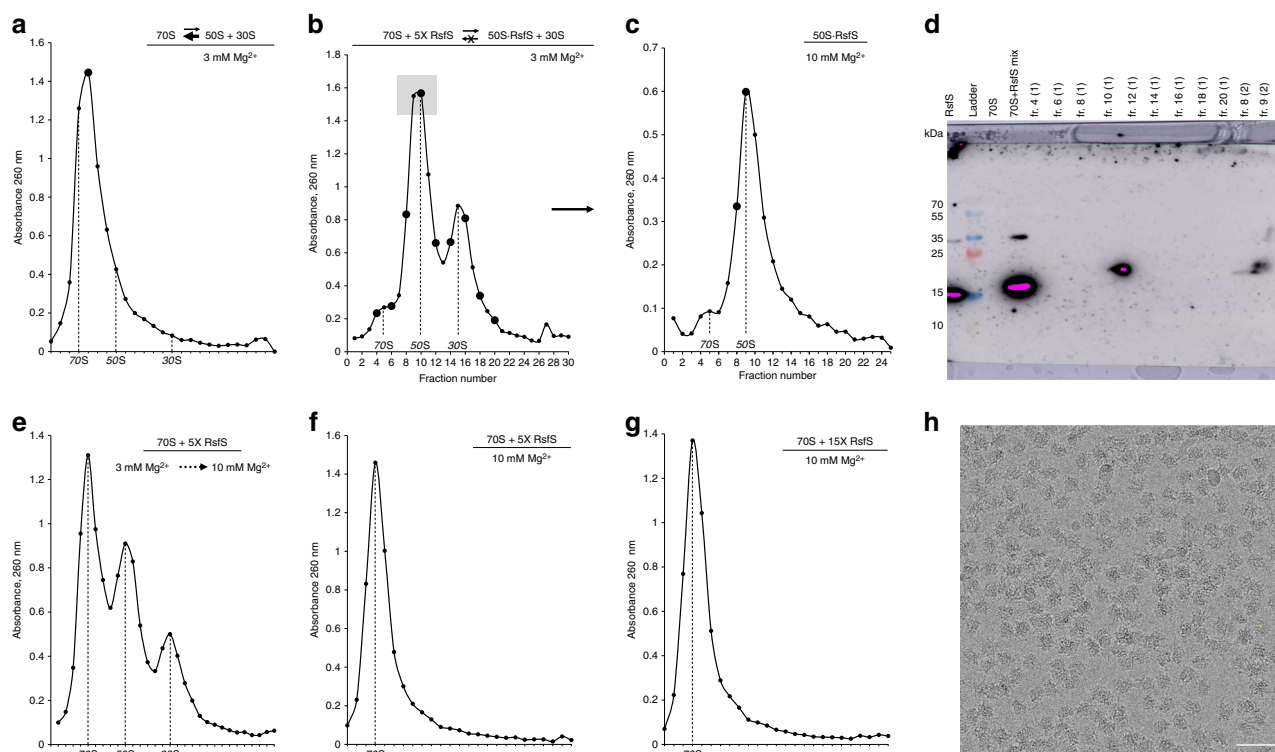 a
70S 50S + 30S
3 mM Mg²⁺
Absorbance 260 nm
1.6
1.4
1.2
1
0.8
0.6
0.4
0.2
0
70S 50S 30S
b
70S + 5X RsfS 50S·RsfS + 30S
3 mM Mg²⁺
Absorbance, 260 nm
1.8
1.6
1.4
1.2
1
0.8
0.6
0.4
0.2
0
70S 50S 30S
0 2 4 6 8 10 12 14 16 18 20 22 24 26 28 30
Fraction number
c
50S·RsfS
10 mM Mg²⁺
Absorbance, 260 nm
0.7
0.6
0.5
0.4
0.3
0.2
0.1
0
70S 50S
0 2 4 6 8 10 12 14 16 18 20 22 24
Fraction number
d
RsfS
Ladder
70S
70S+RsfS mix
fr. 4 (1)
fr. 6 (1)
fr. 8 (1)
fr. 10 (1)
fr. 12 (1)
fr. 14 (1)
fr. 16 (1)
fr. 18 (1)
fr. 20 (1)
fr. 8 (2)
fr. 9 (2)
kDa
70
55
35
25
15
10
e
70S + 5X RsfS
3 mM Mg²⁺ 10 mM Mg²⁺
Absorbance, 260 nm
1.4
1.2
1
0.8
0.6
0.4
0.2
0
f
70S + 5X RsfS
10 mM Mg²⁺
Absorbance 260 nm
1.6
1.4
1.2
1
0.8
0.6
0.4
0.2
0
g
70S + 15X RsfS
10 mM Mg²⁺
Absorbance 260 nm
1.4
1.2
1
0.8
0.6
0.4
0.2
0
h